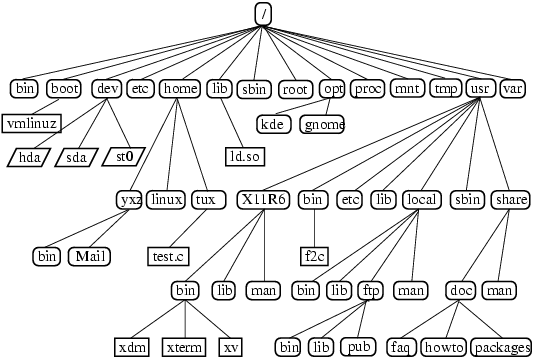 /
bin boot dev etc home lib sbin root opt proc mnt tmp usr var
vmlinuz kde gnome
hda sda st0 ld.so
yxz linux tux X11R6 bin etc lib local sbin share
bin Mail test.c f2c
bin lib man bin lib ftp man doc man
xdm xterm xv bin lib pub faq howto packages